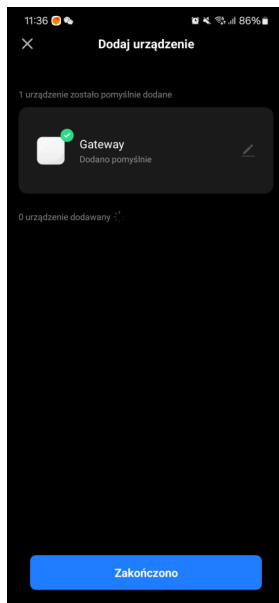 11:36
86%
Dodaj urządzenie
1 urządzenie zostało pomyślnie dodane
Gateway
Dodano pomyślnie
0 urządzenie dodawany
Zakończono